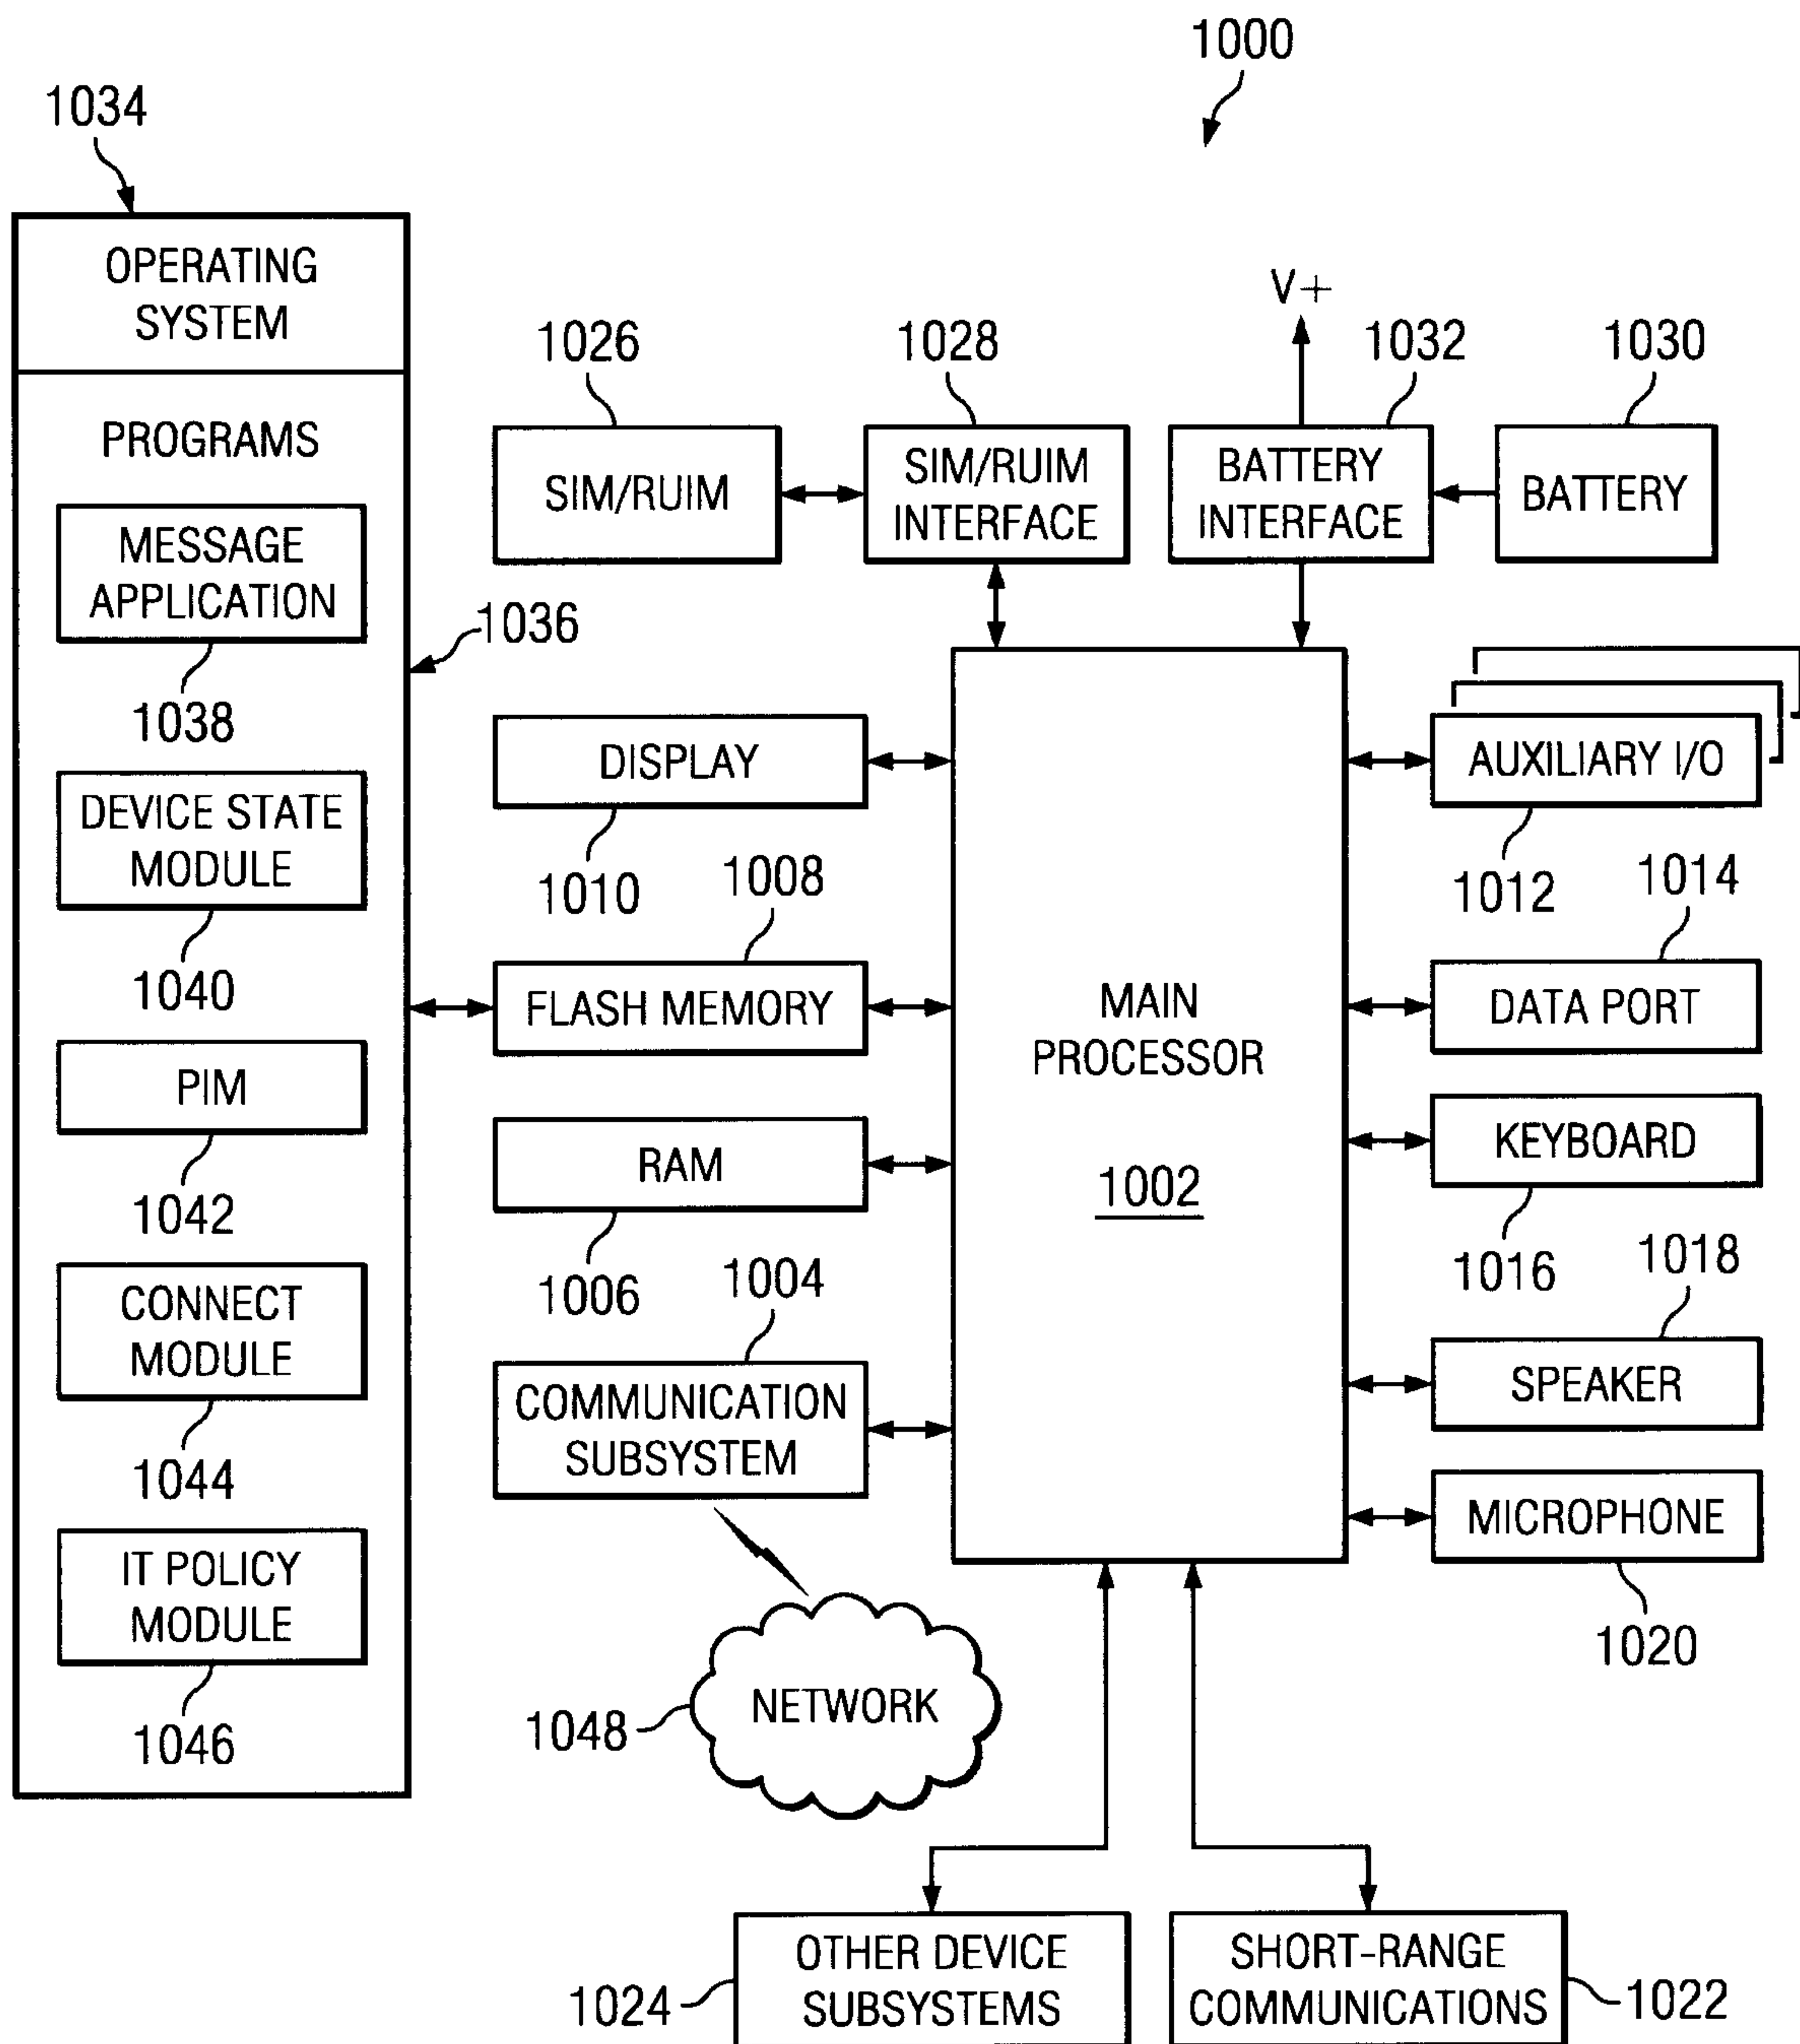 1000
1034
OPERATING
SYSTEM
PROGRAMS
MESSAGE
APPLICATION
1038
DEVICE STATE
MODULE
1040
PIM
1042
CONNECT
MODULE
1044
IT POLICY
MODULE
1046
1036
V+
1026
SIM/RUIM
1028
SIM/RUIM
INTERFACE
1032
BATTERY
INTERFACE
1030
BATTERY
DISPLAY
1010
1008
FLASH MEMORY
RAM
1006
1004
COMMUNICATION
SUBSYSTEM
MAIN
PROCESSOR
1002
AUXILIARY I/O
1012
1014
DATA PORT
KEYBOARD
1016
1018
SPEAKER
MICROPHONE
1020
NETWORK
1048
OTHER DEVICE
SUBSYSTEMS
1024
SHORT-RANGE
COMMUNICATIONS
1022